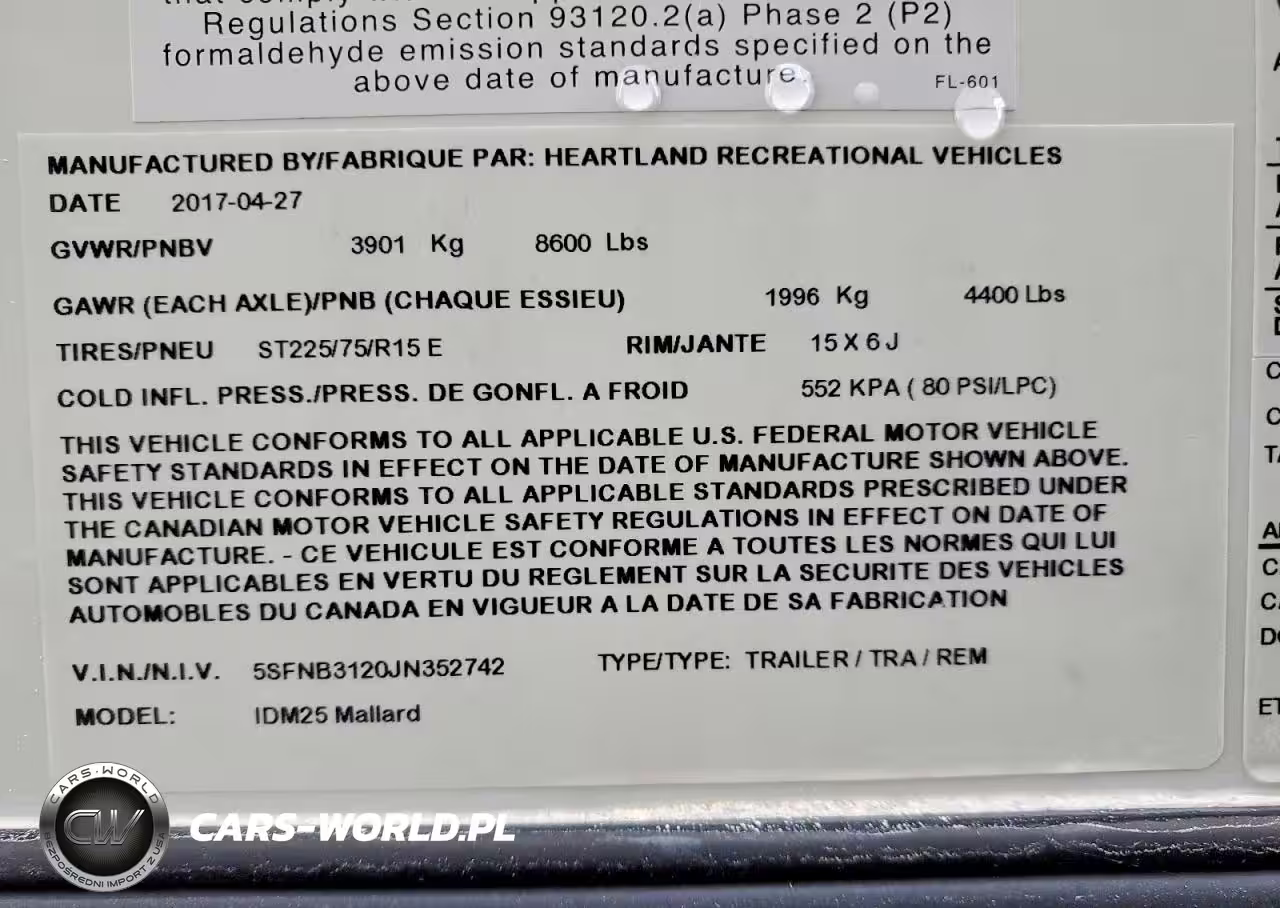 Regulations Section 93120.2(a) Phase 2 (P2)
formaldehyde emission standards specified on the
above date of manufacture.
FL-601
MANUFACTURED BY/FABRIQUE PAR: HEARTLAND RECREATIONAL VEHICLES
DATE 2017-04-27
GVWR/PNBV 3901 Kg 8600 Lbs
GAWR (EACH AXLE)/PNB (CHAQUE ESSIEU) 1996 Kg 4400 Lbs
TIRES/PNEU ST225/75/R15 E RIM/JANTE 15 X 6 J
COLD INFL. PRESS./PRESS. DE GONFL. A FROID 552 KPA ( 80 PSI/LPC)
THIS VEHICLE CONFORMS TO ALL APPLICABLE U.S. FEDERAL MOTOR VEHICLE
SAFETY STANDARDS IN EFFECT ON THE DATE OF MANUFACTURE SHOWN ABOVE.
THIS VEHICLE CONFORMS TO ALL APPLICABLE STANDARDS PRESCRIBED UNDER
THE CANADIAN MOTOR VEHICLE SAFETY REGULATIONS IN EFFECT ON DATE OF
MANUFACTURE. - CE VEHICULE EST CONFORME A TOUTES LES NORMES QUI LUI
SONT APPLICABLES EN VERTU DU REGLEMENT SUR LA SECURITE DES VEHICLES
AUTOMOBLES DU CANADA EN VIGUEUR A LA DATE DE SA FABRICATION
V.I.N./N.I.V. 5SFNB3120JN352742 TYPE/TYPE: TRAILER / TRA / REM
MODEL: IDM25 Mallard
CARS-WORLD
CW
BEZPOŚREDNI IMPORT Z USA
CARS-WORLD.PL